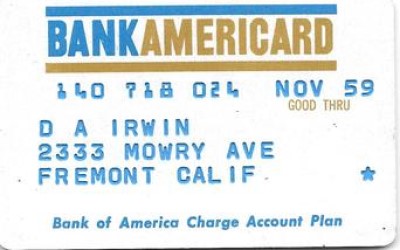 BANKAMERICARD
140 718 024 NOV 59
GOOD THRU
D A IRWIN
2333 MOWRY AVE
FREMONT CALIF *
Bank of America Charge Account Plan